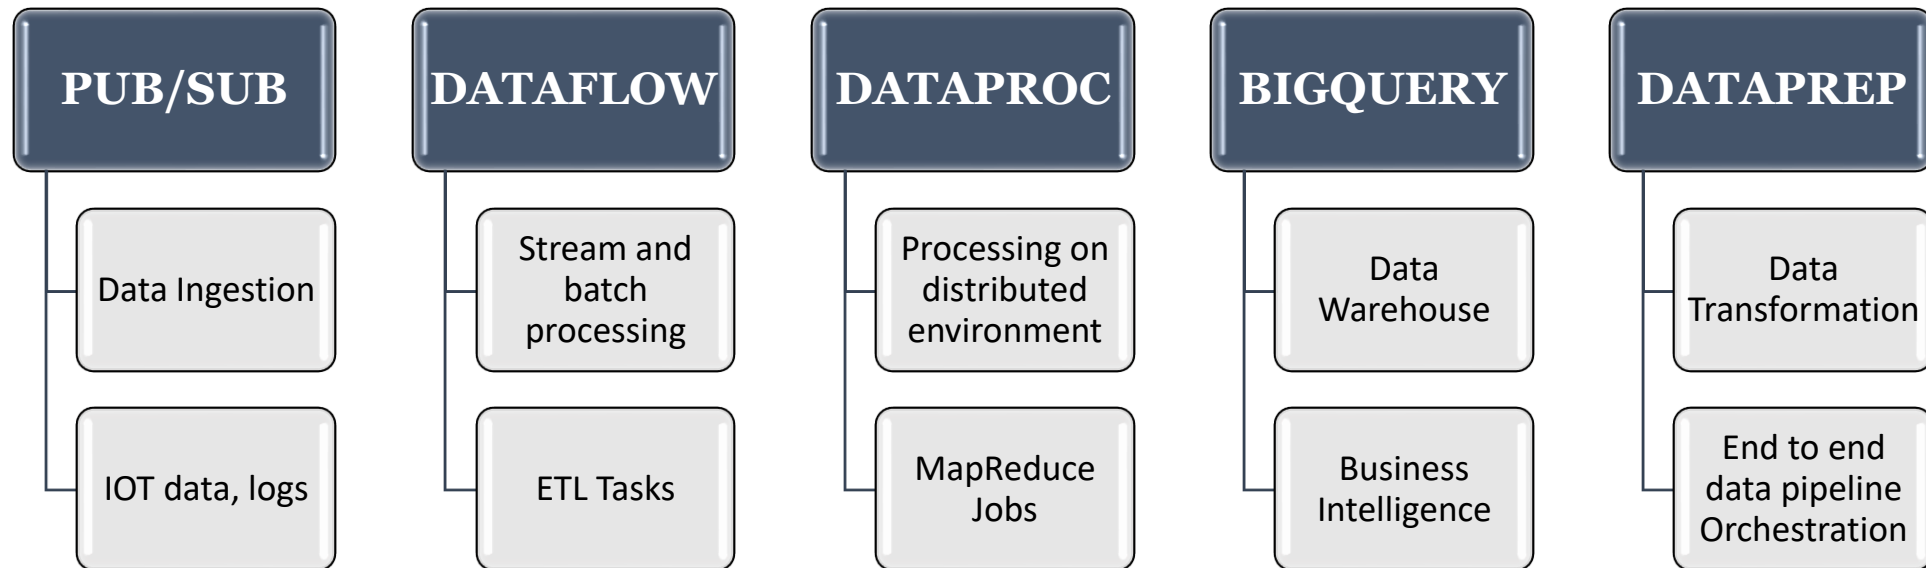 PUB/SUB
Data Ingestion
IOT data, logs
DATAFLOW
Stream and
batch
processing
ETL Tasks
DATAPROC
Processing on
distributed
environment
MapReduce
Jobs
BIGQUERY
Data
Warehouse
Business
Intelligence
DATAPREP
Data
Transformation
End to end
data pipeline
Orchestration